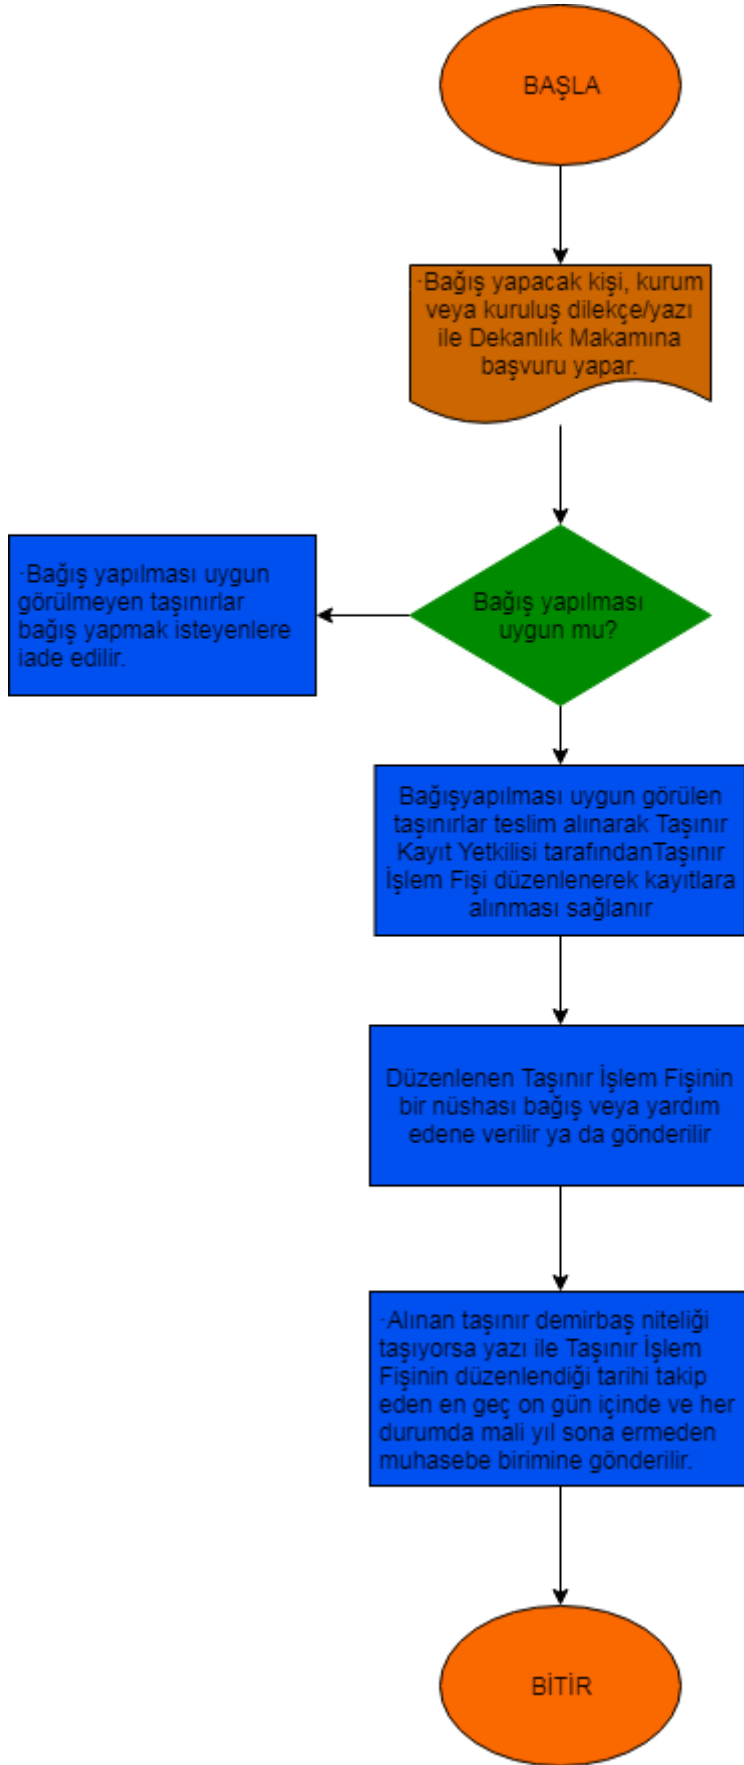 BAŞLA
·Bağış yapacak kişi, kurum
veya kuruluş dilekçe/yazı
ile Dekanlık Makamına
başvuru yapar.
Bağış yapılması
uygun mu?
·Bağış yapılması uygun
görülmeyen taşınırlar
bağış yapmak isteyenlere
iade edilir.
Bağışyapılması uygun görülen
taşınırlar teslim alınarak Taşınır
Kayıt Yetkilisi tarafındanTaşınır
İşlem Fişi düzenlenerek kayıtlara
alınması sağlanır
Düzenlenen Taşınır İşlem Fişinin
bir nüshası bağış veya yardım
edene verilir ya da gönderilir
·Alınan taşınır demirbaş niteliği
taşıyorsa yazı ile Taşınır İşlem
Fişinin düzenlendiği tarihi takip
eden en geç on gün içinde ve her
durumda mali yıl sona ermeden
muhasebe birimine gönderilir.
BİTİR